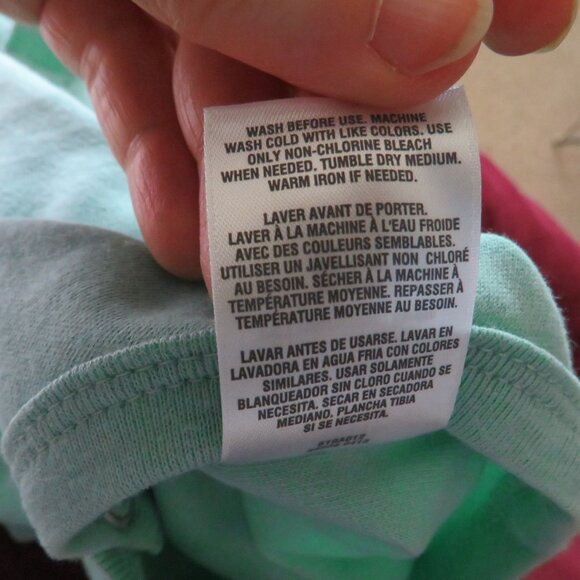 WASH BEFORE USE. MACHINE
WASH COLD WITH LIKE COLORS. USE
ONLY NON-CHLORINE BLEACH
WHEN NEEDED. TUMBLE DRY MEDIUM.
WARM IRON IF NEEDED.
LAVER AVANT DE PORTER.
LAVER À LA MACHINE À L'EAU FROIDE
AVEC DES COULEURS SEMBLABLES.
UTILISER UN JAVELLISANT NON CHLORÉ
AU BESOIN. SÉCHER À LA MACHINE À
TEMPÉRATURE MOYENNE. REPASSER À
TEMPÉRATURE MOYENNE AU BESOIN.
LAVAR ANTES DE USARSE. LAVAR EN
LAVADORA EN AGUA FRIA CON COLORES
SIMILARES. USAR SOLAMENTE
BLANQUEADOR SIN CLORO CUANDO SE
NECESITA. SECAR EN SECADORA
MEDIANO. PLANCHA TIBIA
SI SE NECESITA.